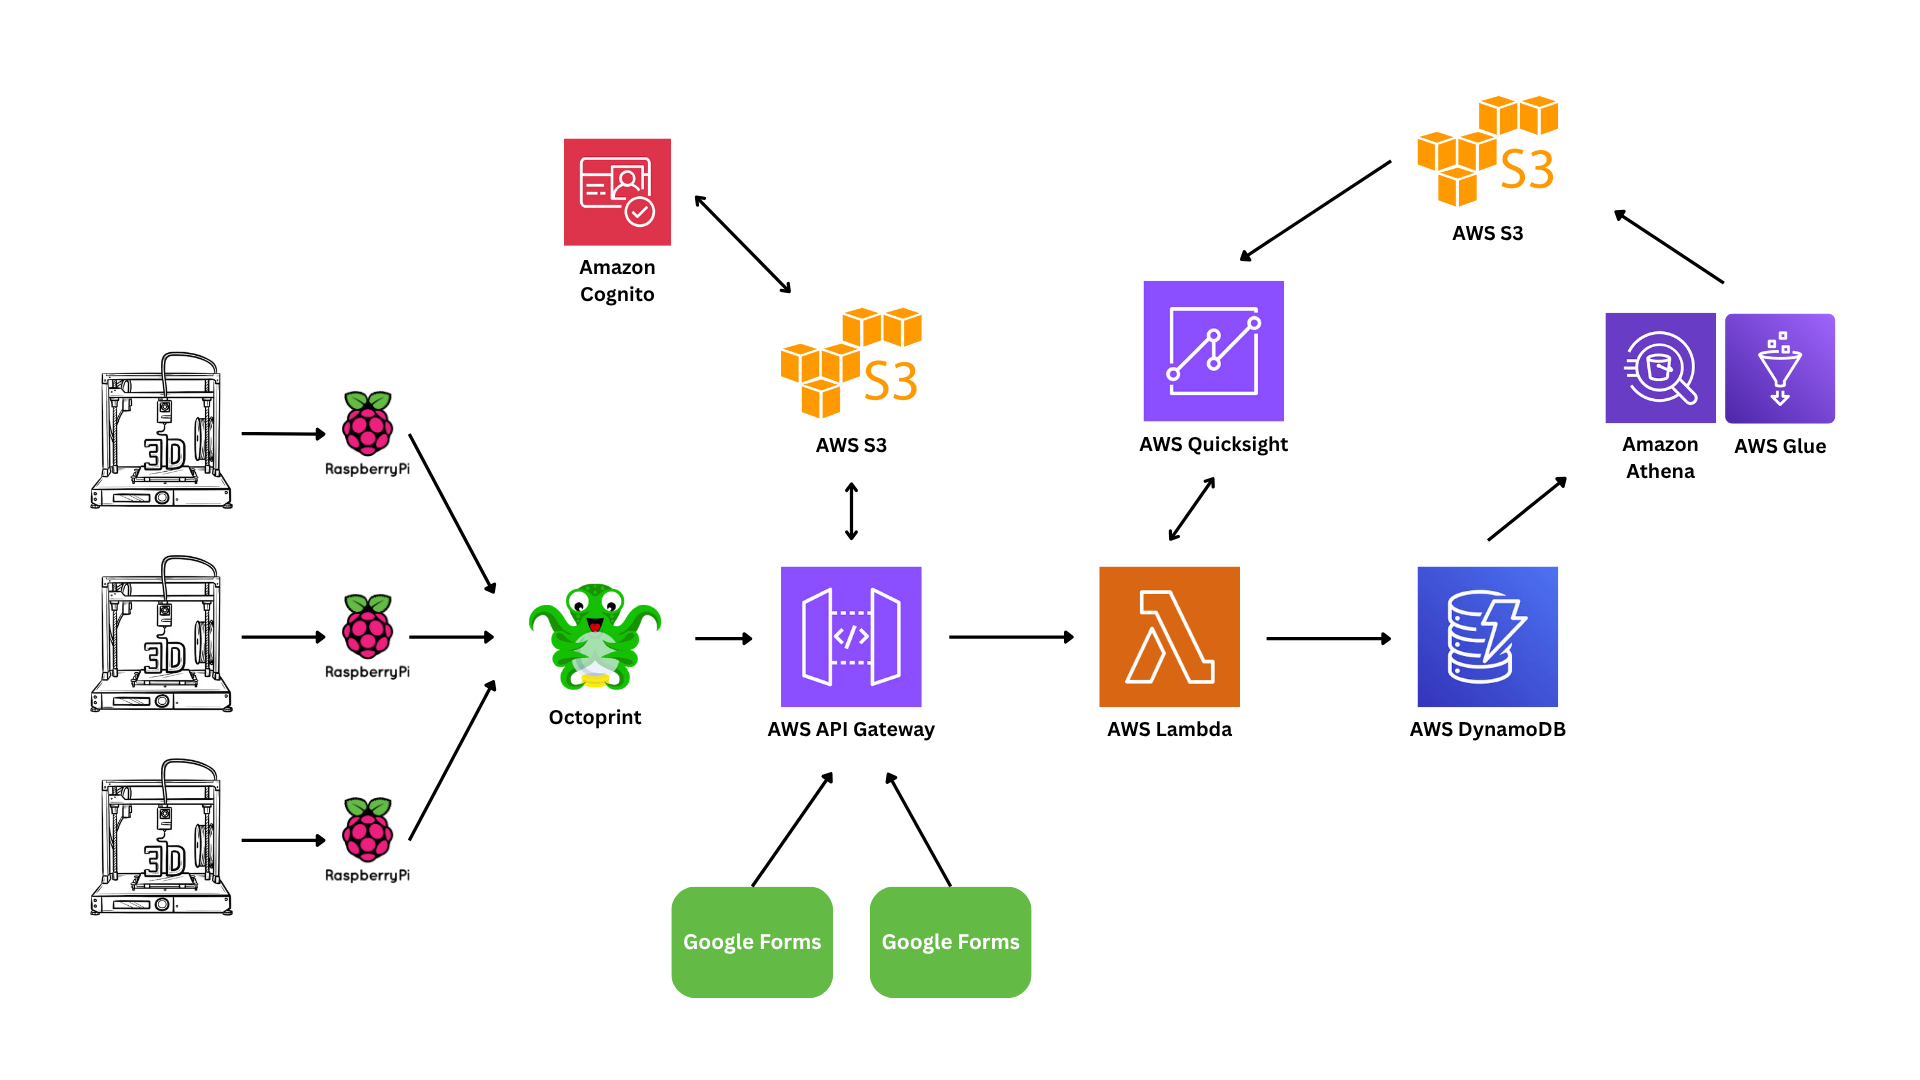 S3
AWS S3
Amazon
Cognito
S3
AWS S3
AWS Quicksight
Amazon
Athena
AWS Glue
3D
RaspberryPi
3D
RaspberryPi
3D
RaspberryPi
Octoprint
</>
AWS API Gateway
AWS Lambda
AWS DynamoDB
Google Forms
Google Forms